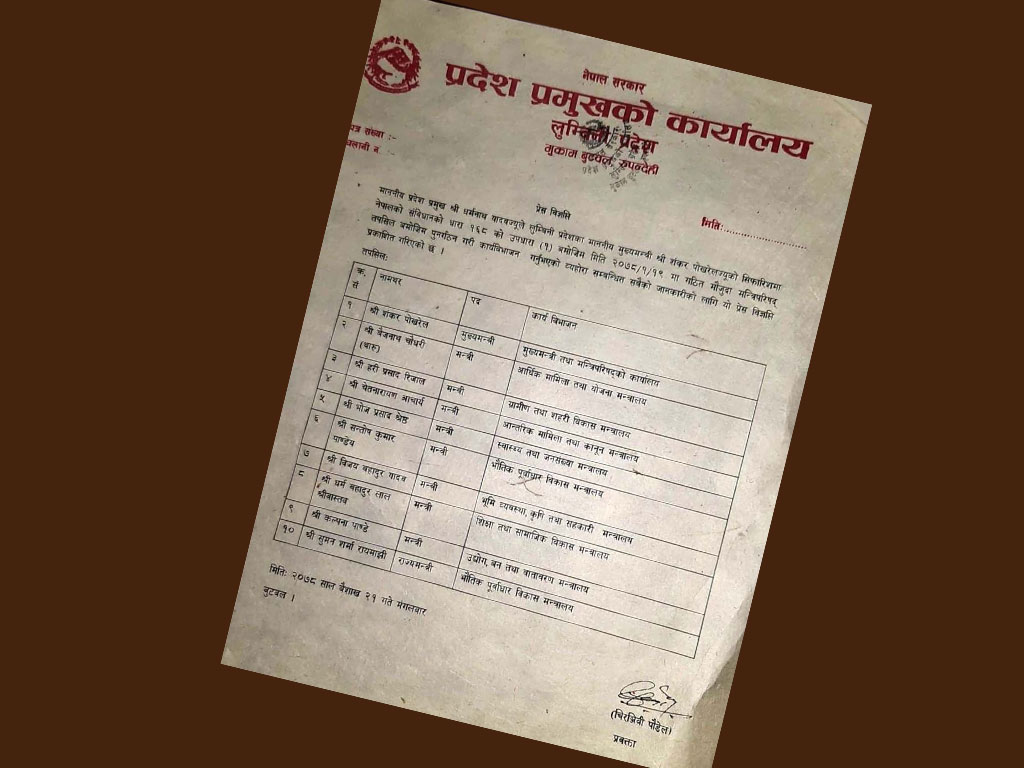 नेपाल सरकार
प्रदेश प्रमुखको कार्यालय
लुम्बिनी प्रदेश
मुकाम बुटवल, रुपन्देही
पत्र संख्या :-
चलानी नं. :-
मितिः
प्रेस विज्ञप्ति
माननीय प्रदेश प्रमुख श्री धर्मनाथ यादवज्यूले लुम्बिनी प्रदेशका माननीय मुख्यमन्त्री श्री शंकर पोखरेलज्यूको सिफारिसमा
नेपालको संविधानको धारा १६८ को उपधारा (९) बमोजिम मिति २०७८/१/१९ मा गठित मौजुदा मन्त्रिपरिषद्
तपसिल बमोजिम पुनर्गठन गरी कार्यविभाजन गर्नुभएको व्यहोरा सम्बन्धित सबैको जानकारीको लागि यो प्रेस विज्ञप्ति
प्रकाशित गरिएको छ ।
तपसिल:
क्र. सं नामथर पद कार्य विभाजन
१ श्री शंकर पोखरेल मुख्यमन्त्री मुख्यमन्त्री तथा मन्त्रिपरिषद्को कार्यालय
२ श्री बैजनाथ चौधरी (थारु) मन्त्री आर्थिक मामिला तथा योजना मन्त्रालय
३ श्री हरी प्रसाद रिजाल मन्त्री ग्रामीण तथा शहरी विकास मन्त्रालय
४ श्री चेतनारायण आचार्य मन्त्री आन्तरिक मामिला तथा कानून मन्त्रालय
५ श्री भोज प्रसाद श्रेष्ठ मन्त्री स्वास्थ्य तथा जनसंख्या मन्त्रालय
६ श्री सन्तोष कुमार पाण्डेय मन्त्री भौतिक पूर्वाधार विकास मन्त्रालय
७ श्री विजय बहादुर यादव मन्त्री भूमि व्यवस्था, कृषि तथा सहकारी मन्त्रालय
८ श्री धर्म बहादुर लाल श्रीवास्तव मन्त्री शिक्षा तथा सामाजिक विकास मन्त्रालय
९ श्री कल्पना पाण्डे मन्त्री उद्योग, बन तथा वातावरण मन्त्रालय
१० श्री सुमन शर्मा रायमाझी राज्यमन्त्री भौतिक पूर्वाधार विकास मन्त्रालय
मितिः २०७८ साल बैशाख २१ गते मंगलवार
बुटवल ।
(चिरञ्जिवी पौडेल)
प्रवक्ता